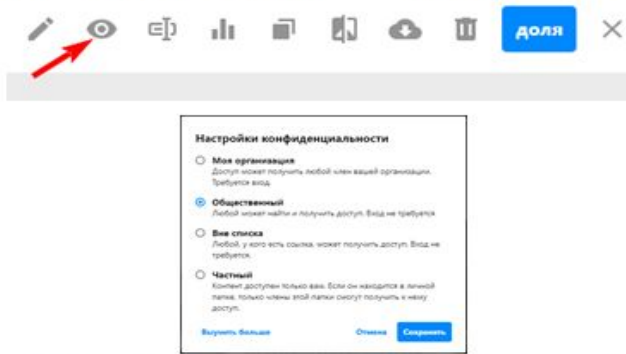 доля
Настройки конфиденциальности
Моя организация
Доступ может получить любой член вашей организации.
Требуется вход.
Общественный
Любой может найти и получить доступ. Вход не требуется
Вне списка
Любой, у кого есть ссылка, может получить доступ. Вход не
требуется.
Частный
Контент доступен только вам. Если он находится в личной
папке, только члены этой папки смогут получить к нему
доступ.
Выучить больше
Отмена
Сохранить